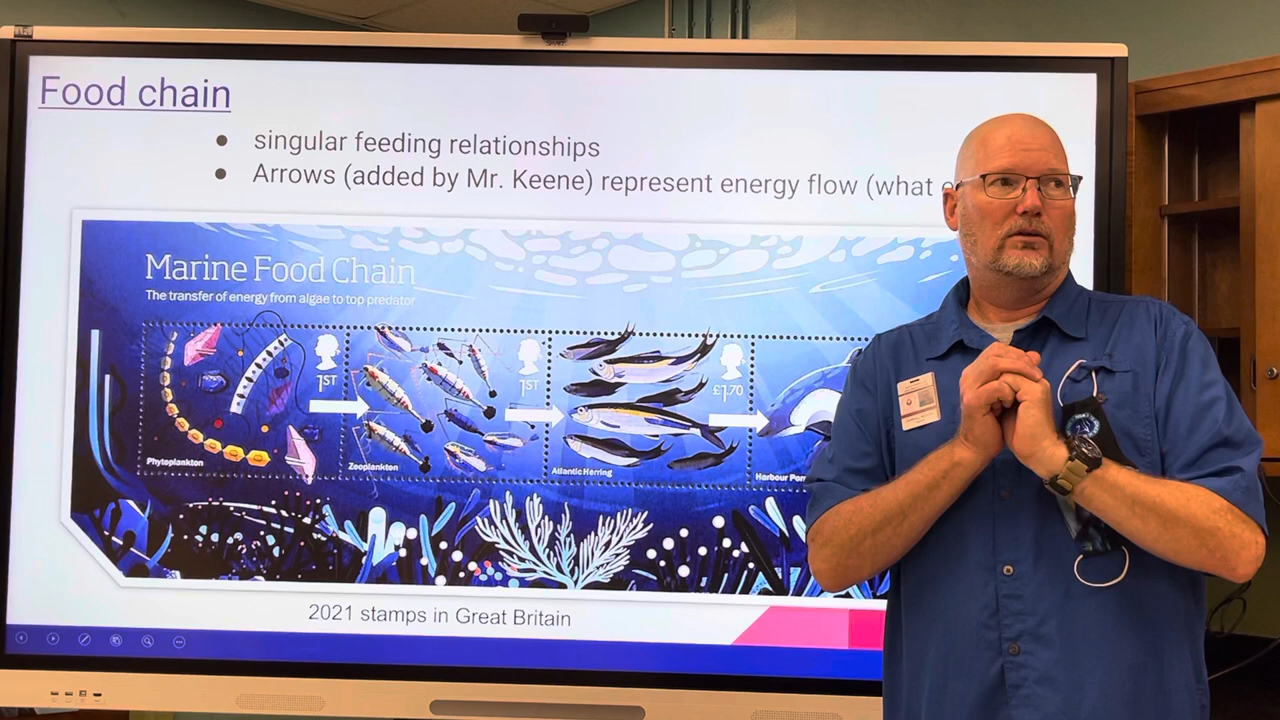 Food chain
● singular feeding relationships
● Arrows (added by Mr. Keene) represent energy flow (what
Marine Food Chain
The transfer of energy from algae to top predator
1ST
1ST
£1.70
Phytoplankton
Zooplankton
Atlantic Herring
Harbour
2021 stamps in Great Britain